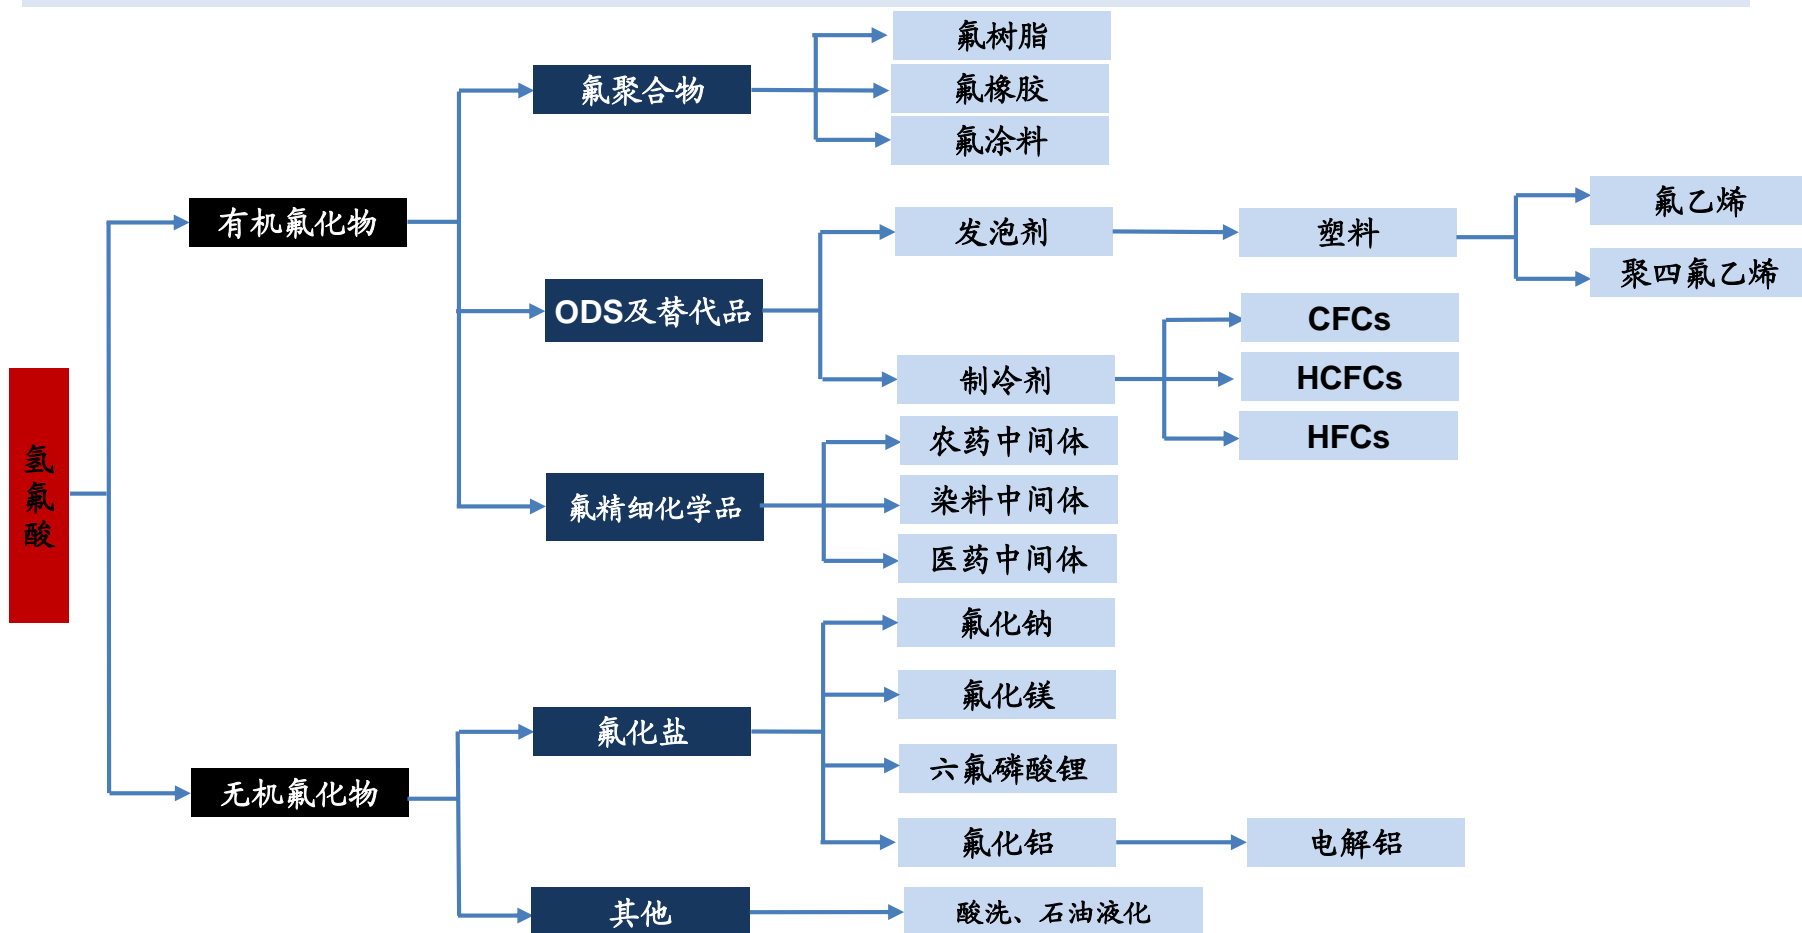 氢氟酸
有机氟化物
氟聚合物
氟树脂
氟橡胶
氟涂料
ODS及替代品
发泡剂
塑料
氟乙烯
聚四氟乙烯
制冷剂
CFCs
HCFCs
HFCs
氟精细化学品
农药中间体
染料中间体
医药中间体
无机氟化物
氟化盐
氟化钠
氟化镁
六氟磷酸锂
氟化铝
电解铝
其他
酸洗、石油液化